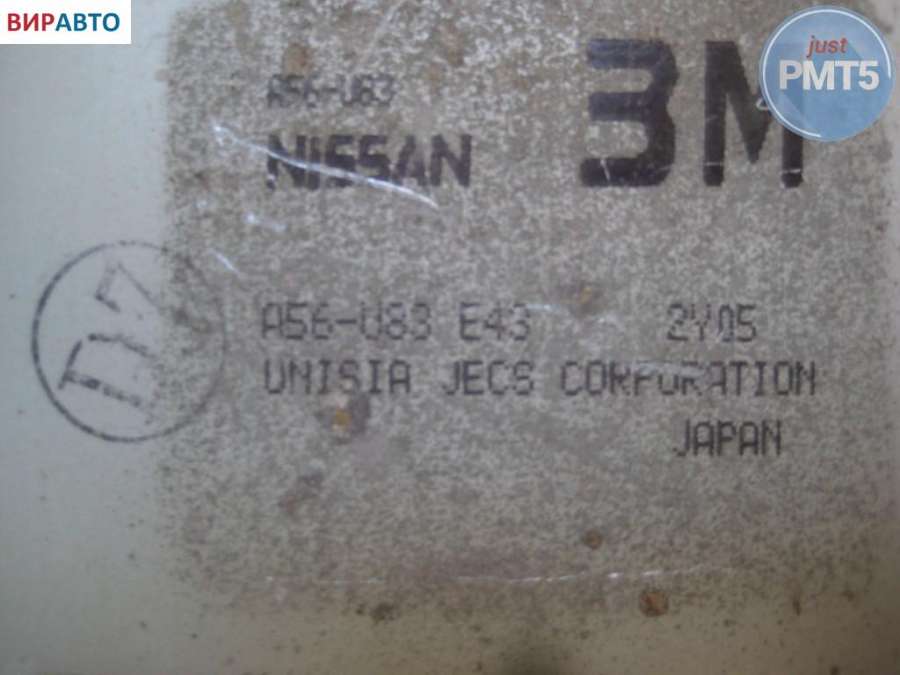 ВИРАВТО
just
PMT5
A56-U83
3M
NISSAN
A56-U83 E43 2Y05
UNISIA JECS CORPORATION
JAPAN